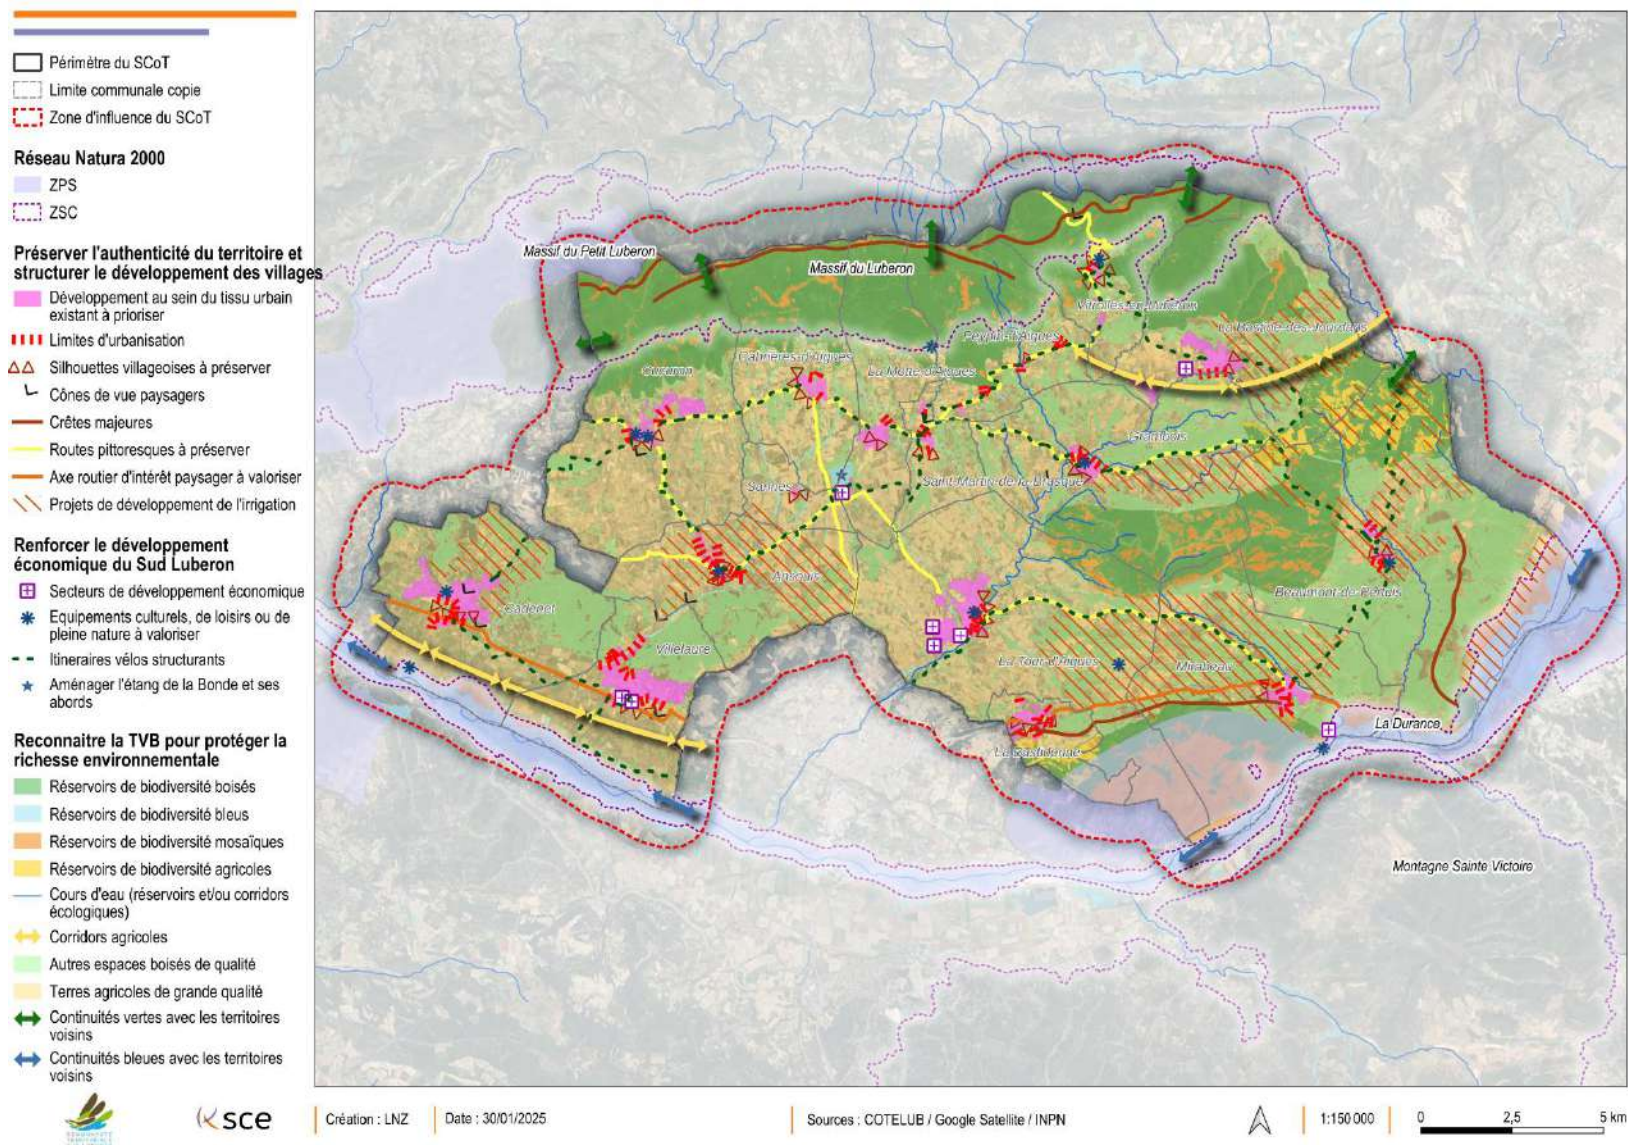 Périmètre du SCoT
Limite communale copie
Zone d'influence du SCoT
Réseau Natura 2000
ZPS
ZSC
Préserver l'authenticité du territoire et
structurer le développement des villages
Développement au sein du tissu urbain
existant à prioriser
Limites d'urbanisation
Silhouettes villageoises à préserver
Cônes de vue paysagers
Crêtes majeures
Routes pittoresques à préserver
Axe routier d'intérêt paysager à valoriser
Projets de développement de l'irrigation
Renforcer le développement
économique du Sud Luberon
Secteurs de développement économique
Equipements culturels, de loisirs ou de
pleine nature à valoriser
Itineraires vélos structurants
Aménager l'étang de la Bonde et ses
abords
Reconnaitre la TVB pour protéger la
richesse environnementale
Réservoirs de biodiversité boisés
Réservoirs de biodiversité bleus
Réservoirs de biodiversité mosaïques
Réservoirs de biodiversité agricoles
Cours d'eau (réservoirs et/ou corridors
écologiques)
Corridors agricoles
Autres espaces boisés de qualité
Terres agricoles de grande qualité
Continuités vertes avec les territoires
voisins
Continuités bleues avec les territoires
voisins
Massif du Petit Luberon
Massif du Luberon
Vitrolles-en-Luberon
La Bastide-des-Jourdans
Peypin-d'Aigues
Cabrières-d'Aigues
La Motte-d'Aigues
Cucuron
Grambois
Sannes
Saint-Martin-de-la-Brasque
Ansouis
Beaumont-de-Pertuis
Cadenet
Villelaure
La Tour-d'Aigues
Mirabeau
La Durance
La Bastidonne
Montagne Sainte Victoire
sce
Création : LNZ
Date : 30/01/2025
Sources : COTELUB / Google Satellite / INPN
1:150 000
0 2,5 5 km